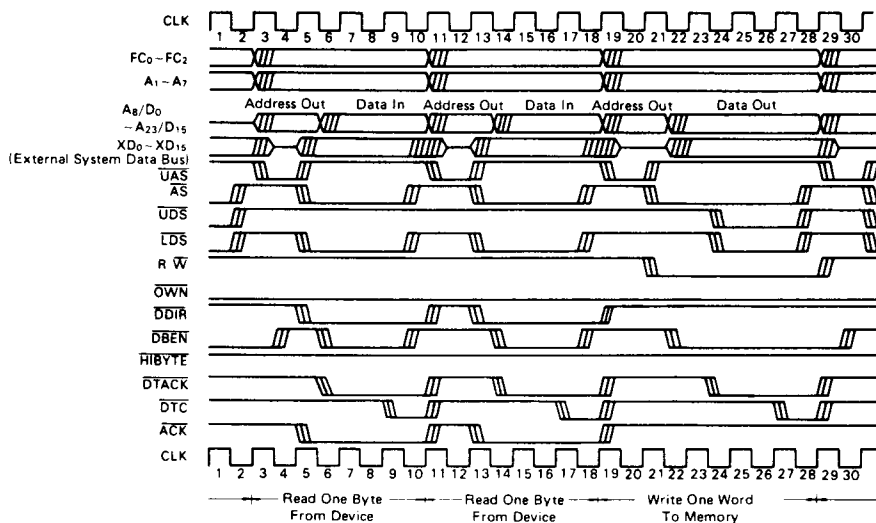 CLK
1 2 3 4 5 6 7 8 9 10 11 12 13 14 15 16 17 18 19 20 21 22 23 24 25 26 27 28 29 30
FC0~FC2
A1~A7
Address Out Data In Address Out Data In Address Out Data Out
A8/D0
~A23/D15
XD0~XD15
(External System Data Bus)
UAS
AS
UDS
LDS
R W
OWN
DDIR
DBEN
HIBYTE
DTACK
DTC
ACK
CLK
1 2 3 4 5 6 7 8 9 10 11 12 13 14 15 16 17 18 19 20 21 22 23 24 25 26 27 28 29 30
Read One Byte Read One Byte Write One Word
From Device From Device To Memory